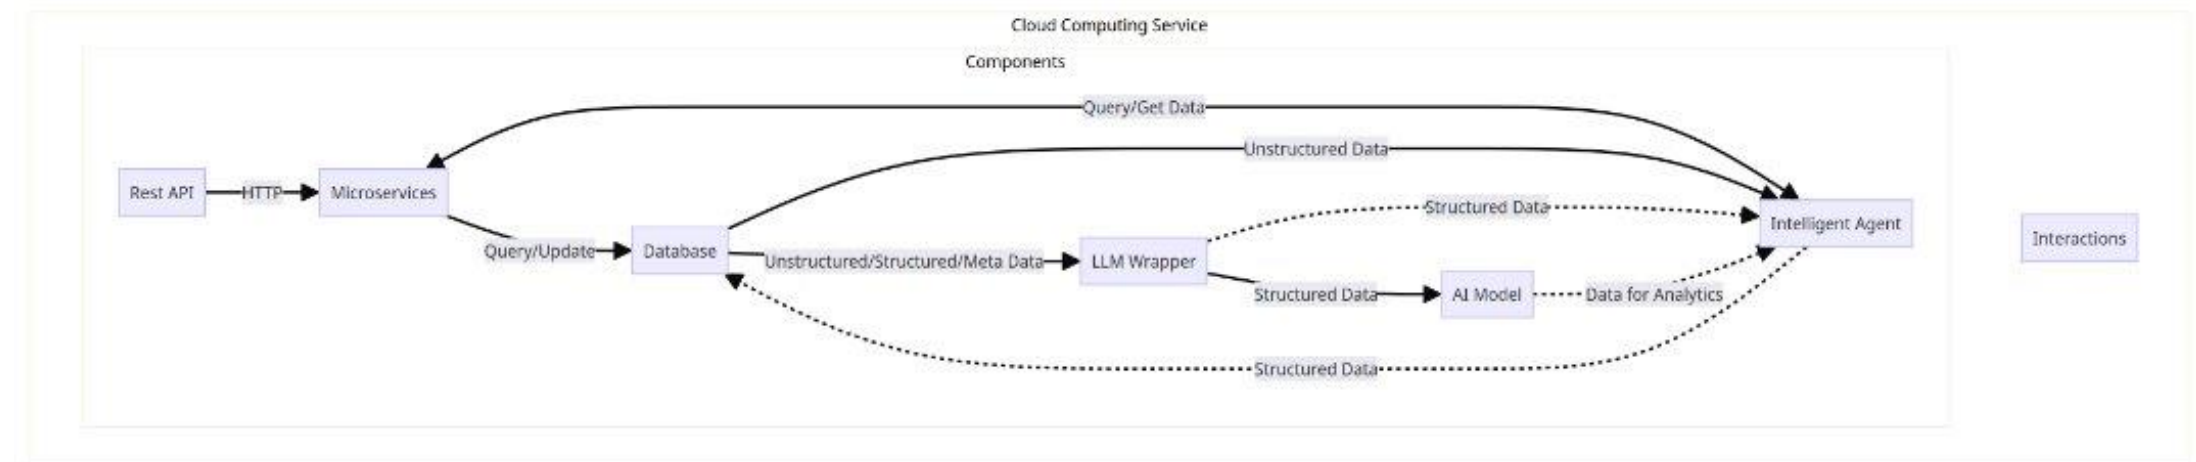 Cloud Computing Service
Components
Query/Get Data
Unstructured Data
Rest API
HTTP
Microservices
Structured Data
Intelligent Agent
Interactions
Query/Update
Database
Unstructured/Structured/Meta Data
LLM Wrapper
Structured Data
AI Model
Data for Analytics
Structured Data